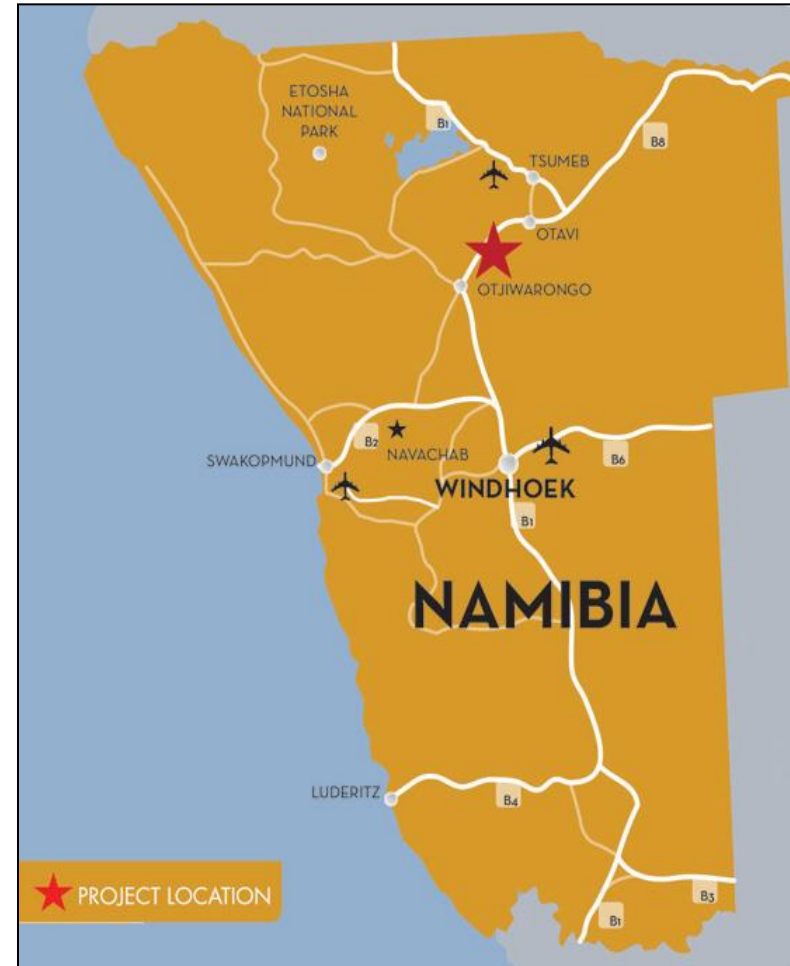 ETOSHA
NATIONAL
PARK
B1
B8
TSUMEB
OTAVI
OTJIWARONGO
B2
NAVACHAB
SWAKOPMUND
B6
WINDHOEK
B1
NAMIBIA
LUDERITZ
B4
PROJECT LOCATION
B3
B1